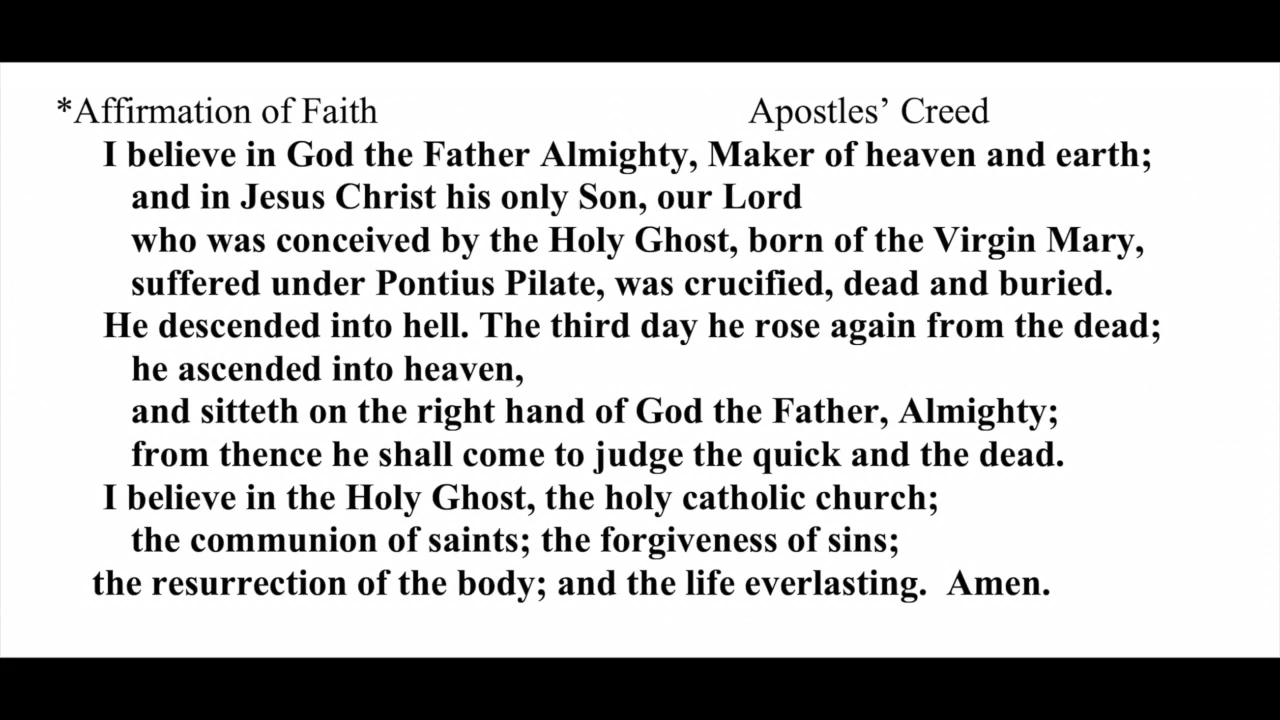 *Affirmation of Faith Apostles’ Creed
I believe in God the Father Almighty, Maker of heaven and earth;
and in Jesus Christ his only Son, our Lord
who was conceived by the Holy Ghost, born of the Virgin Mary,
suffered under Pontius Pilate, was crucified, dead and buried.
He descended into hell. The third day he rose again from the dead;
he ascended into heaven,
and sitteth on the right hand of God the Father, Almighty;
from thence he shall come to judge the quick and the dead.
I believe in the Holy Ghost, the holy catholic church;
the communion of saints; the forgiveness of sins;
the resurrection of the body; and the life everlasting. Amen.